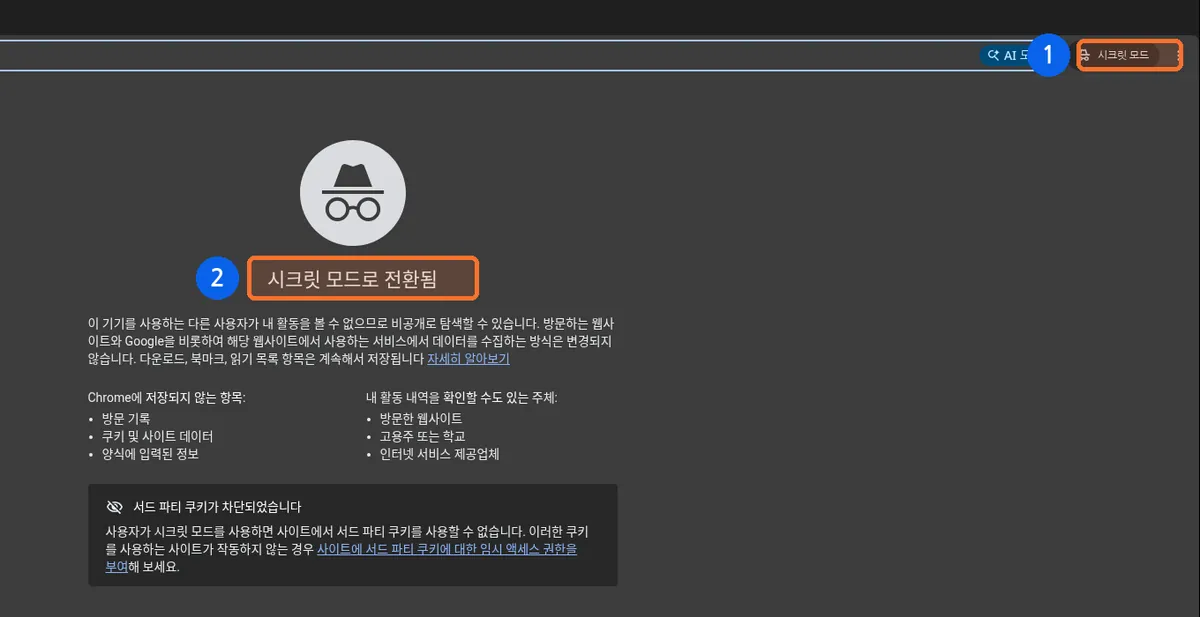 AI 모
1
시크릿 모드
2
시크릿 모드로 전환됨
이 기기를 사용하는 다른 사용자가 내 활동을 볼 수 없으므로 비공개로 탐색할 수 있습니다. 방문하는 웹사
이트와 Google을 비롯하여 해당 웹사이트에서 사용하는 서비스에서 데이터를 수집하는 방식은 변경되지
않습니다. 다운로드, 북마크, 읽기 목록 항목은 계속해서 저장됩니다 자세히 알아보기
Chrome에 저장되지 않는 항목:
• 방문 기록
• 쿠키 및 사이트 데이터
• 양식에 입력된 정보
내 활동 내역을 확인할 수도 있는 주체:
• 방문한 웹사이트
• 고용주 또는 학교
• 인터넷 서비스 제공업체
서드 파티 쿠키가 차단되었습니다
사용자가 시크릿 모드를 사용하면 사이트에서 서드 파티 쿠키를 사용할 수 없습니다. 이러한 쿠키
를 사용하는 사이트가 작동하지 않는 경우 사이트에 서드 파티 쿠키에 대한 임시 액세스 권한을
부여해 보세요.